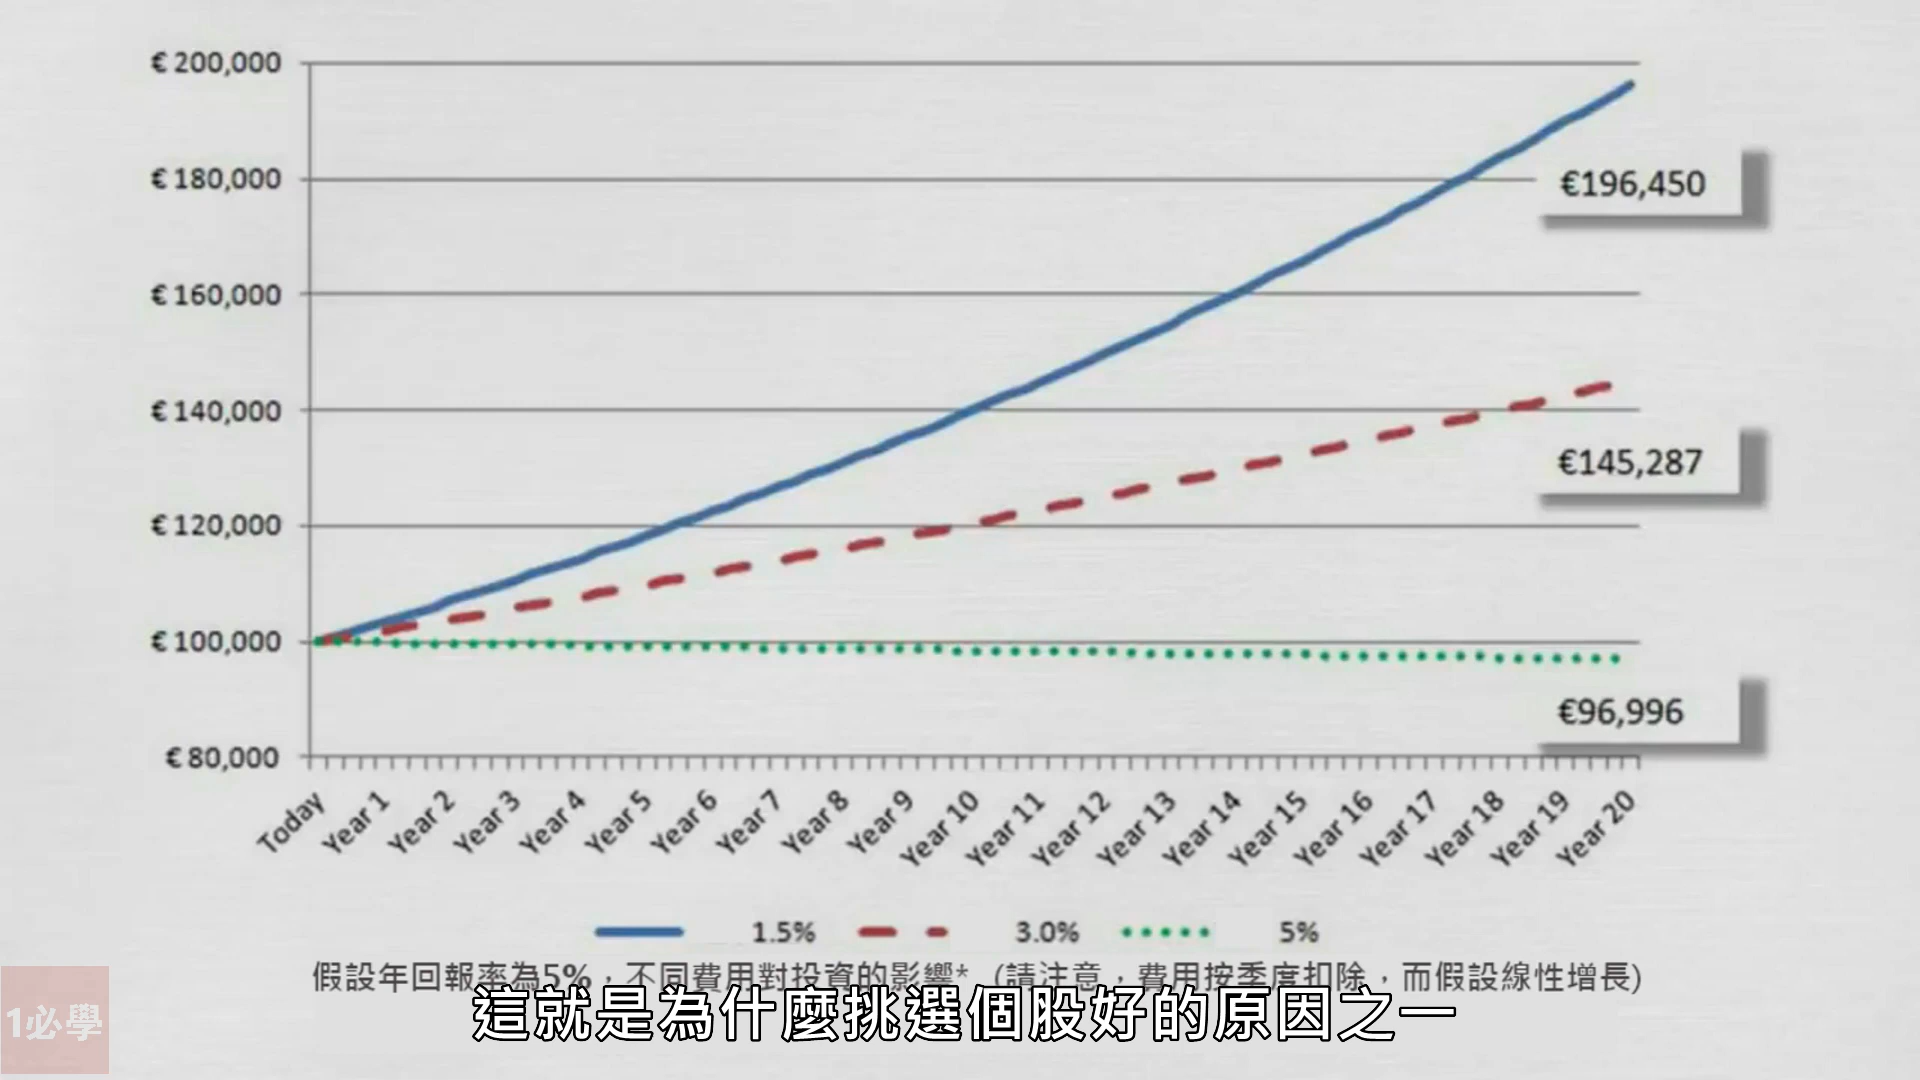 € 200,000
€ 180,000
€ 160,000
€ 140,000
€ 120,000
€ 100,000
€ 80,000
€196,450
€145,287
€96,996
Today
Year 1
Year 2
Year 3
Year 4
Year 5
Year 6
Year 7
Year 8
Year 9
Year 10
Year 11
Year 12
Year 13
Year 14
Year 15
Year 16
Year 17
Year 18
Year 19
Year 20
1.5% 3.0% 5%
假設年回報率為5%，不同費用對投資的影響* (請注意，費用按季度扣除，而假設線性增長)
這就是為什麼挑選個股好的原因之一
1必學